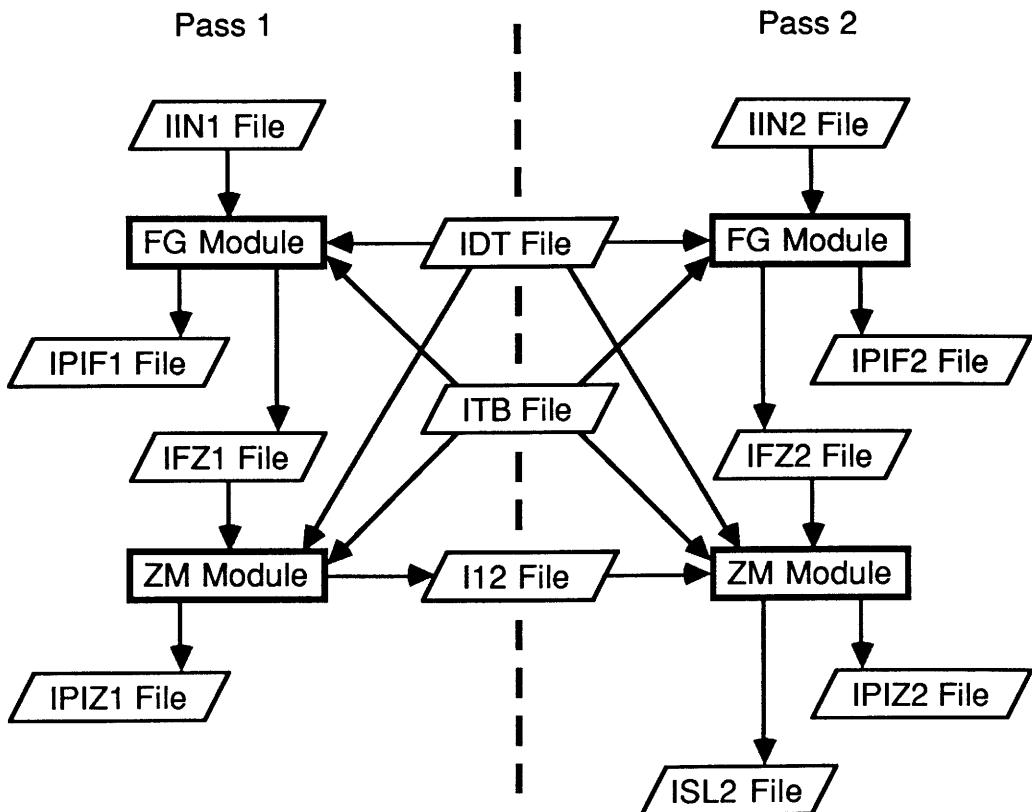 Pass 1
Pass 2
IIN1 File
IIN2 File
FG Module
IDT File
FG Module
IPIF1 File
IPIF2 File
ITB File
IFZ1 File
IFZ2 File
ZM Module
I12 File
ZM Module
IPIZ1 File
IPIZ2 File
ISL2 File